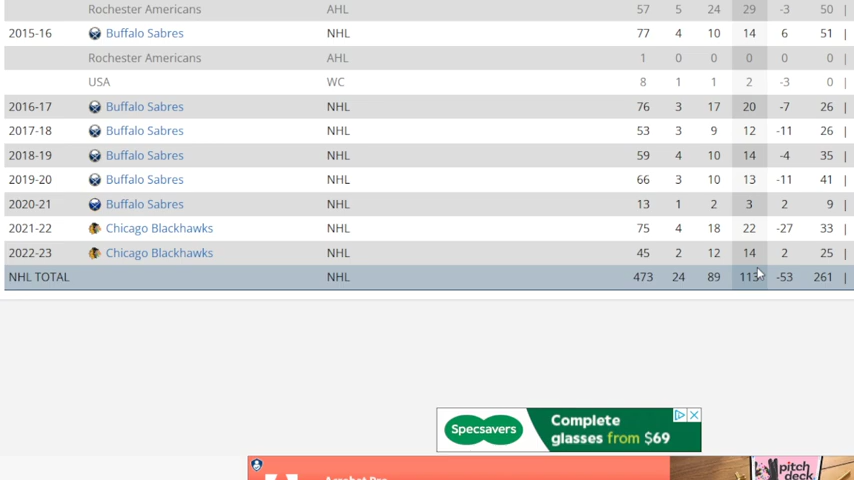 Rochester Americans AHL 57 5 24 29 -3 50 |
2015-16 Buffalo Sabres NHL 77 4 10 14 6 51 |
Rochester Americans AHL 1 0 0 0 0 0 |
USA WC 8 1 1 2 -3 0 |
2016-17 Buffalo Sabres NHL 76 3 17 20 -7 26 |
2017-18 Buffalo Sabres NHL 53 3 9 12 -11 26 |
2018-19 Buffalo Sabres NHL 59 4 10 14 -4 35 |
2019-20 Buffalo Sabres NHL 66 3 10 13 -11 41 |
2020-21 Buffalo Sabres NHL 13 1 2 3 2 9 |
2021-22 Chicago Blackhawks NHL 75 4 18 22 -27 33 |
2022-23 Chicago Blackhawks NHL 45 2 12 14 2 25 |
NHL TOTAL NHL 473 24 89 113 -53 261 |
Specsavers
Complete
glasses from $69
Acrobat Pro
pitch
deck